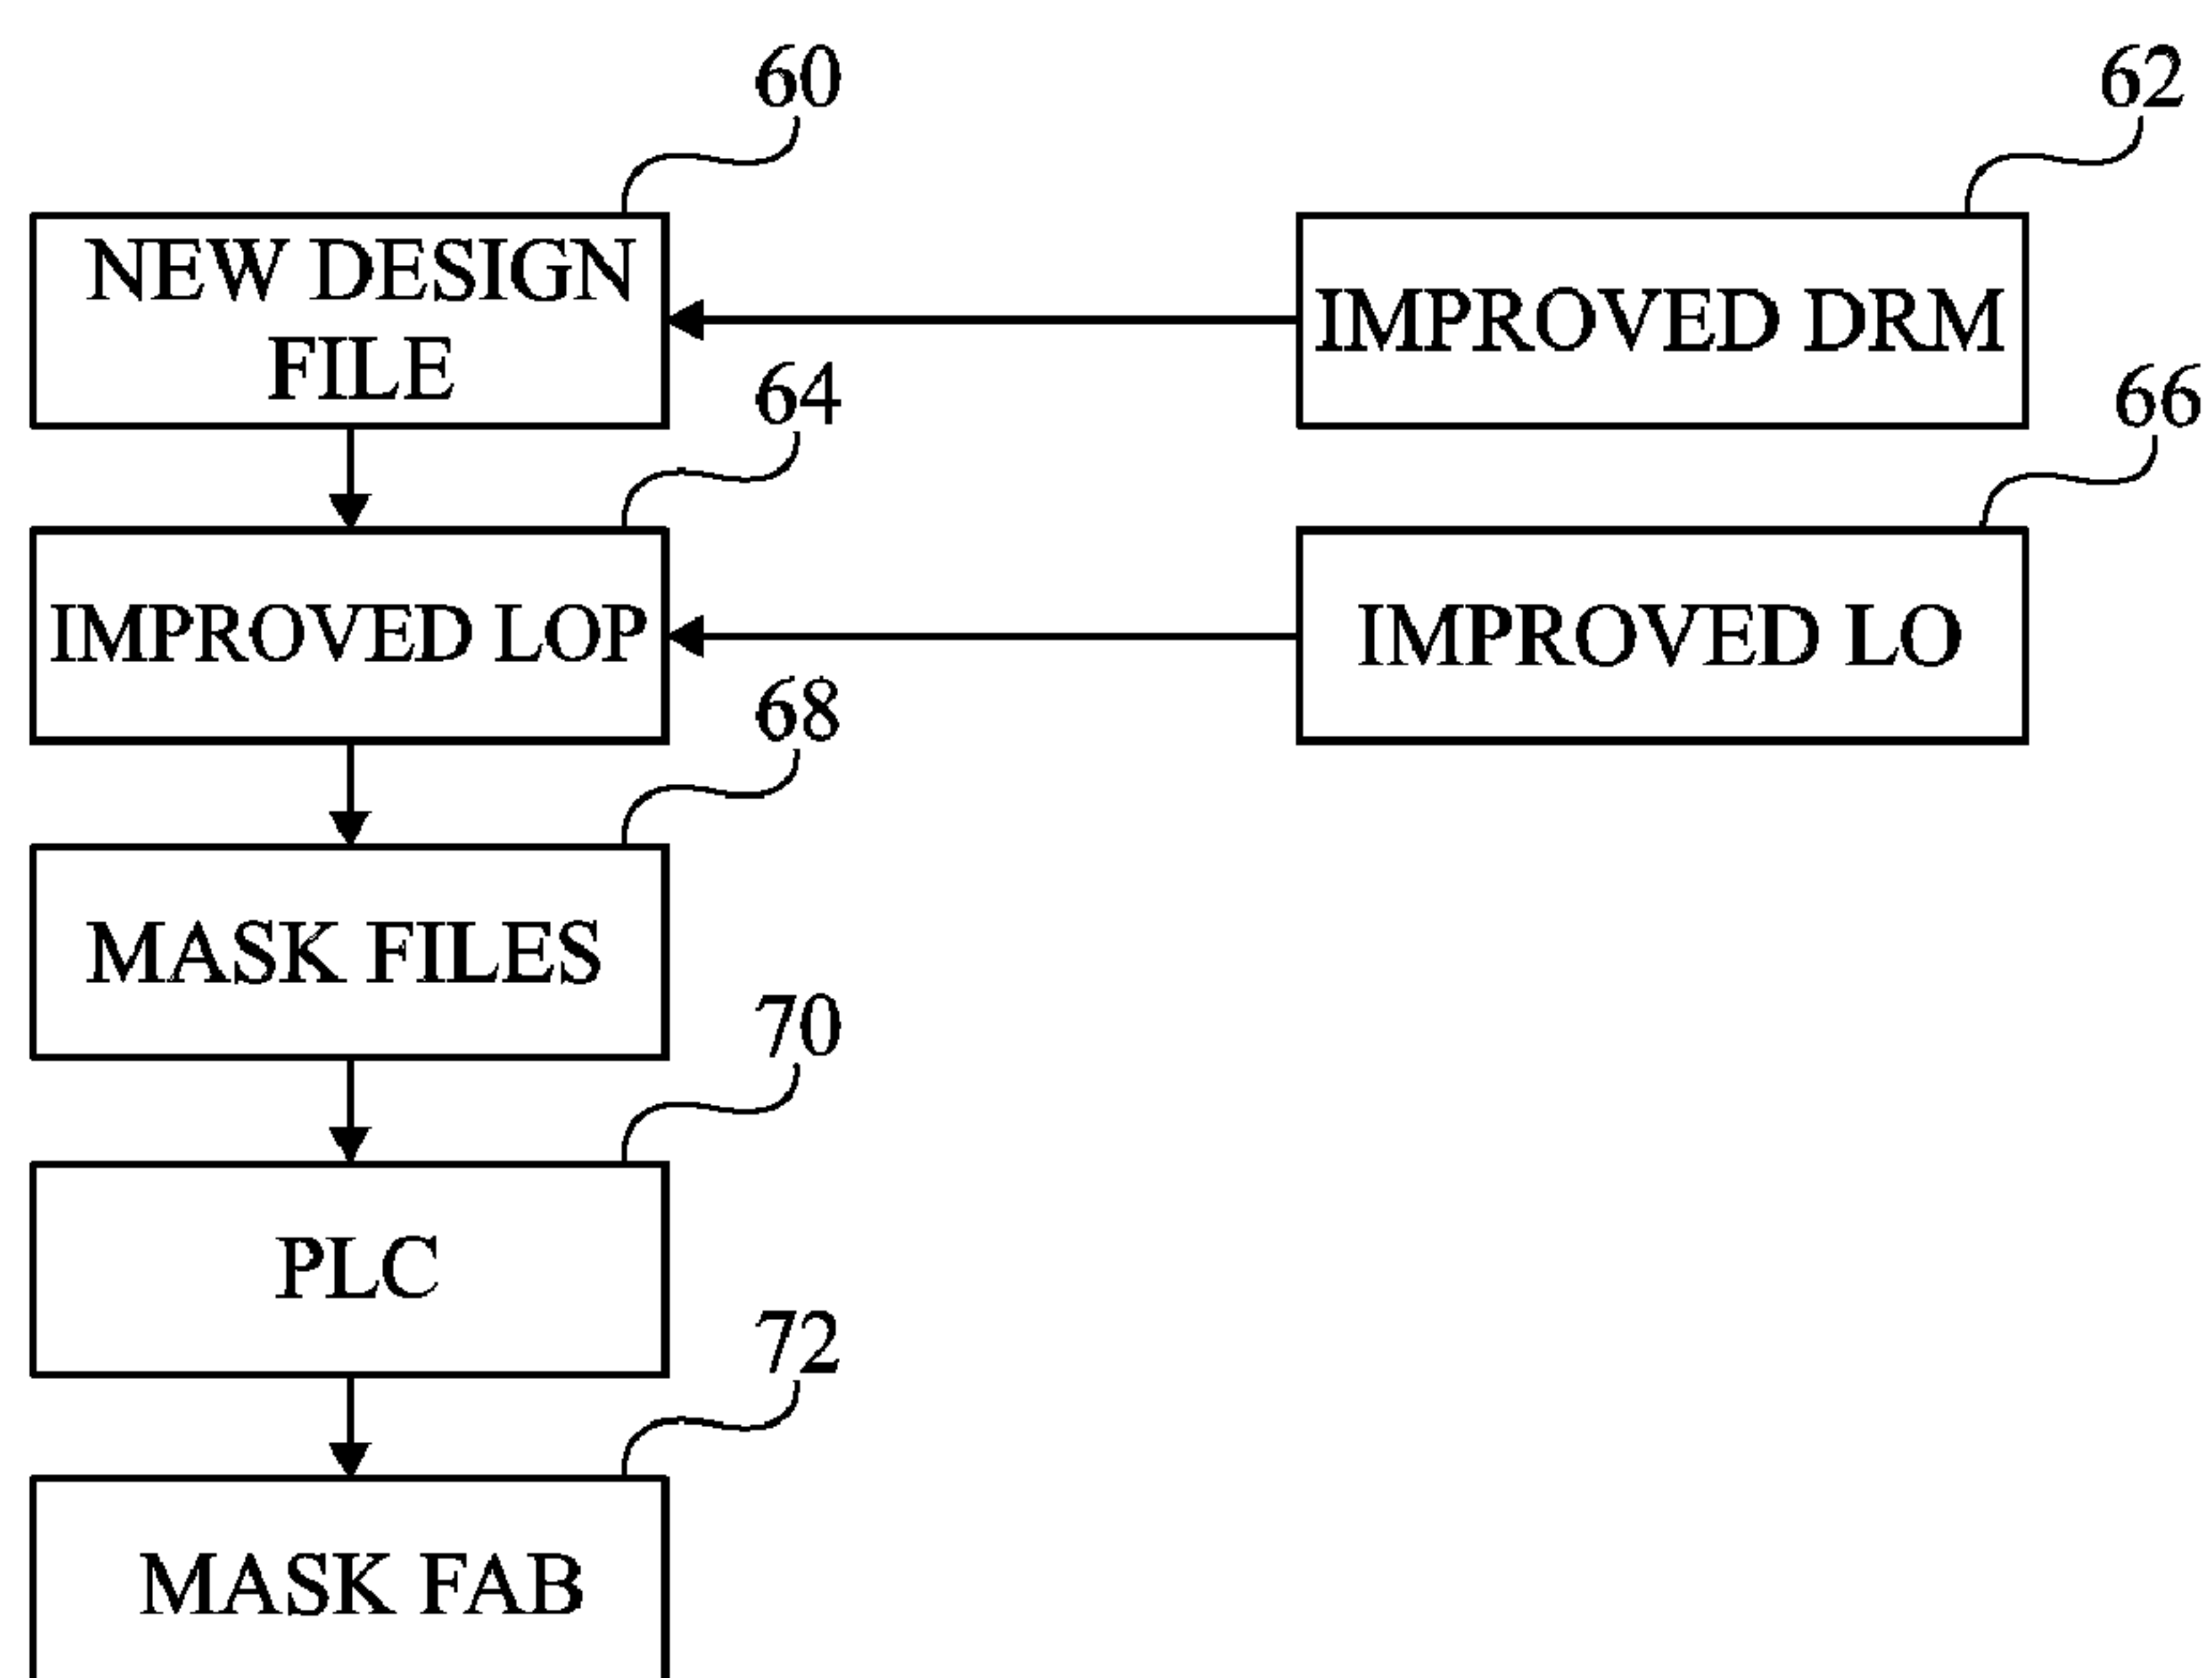 60
62
NEW DESIGN
FILE
IMPROVED DRM
64
66
IMPROVED LOP
IMPROVED LO
68
MASK FILES
70
PLC
72
MASK FAB